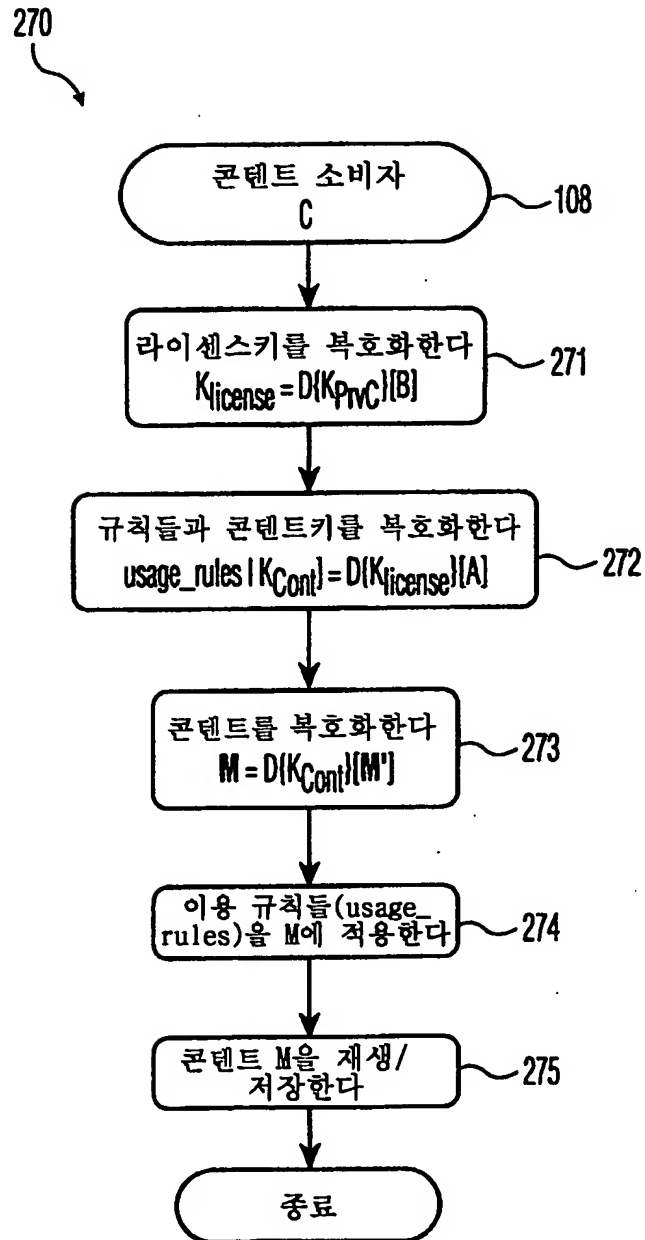 270
콘텐트 소비자
C
108
라이센스키를 복호화한다
Klicense = D{KPrvC}[B]
271
규칙들과 콘텐트키를 복호화한다
usage_rules | KCont] = D{Klicense}[A]
272
콘텐트를 복호화한다
M = D{KCont}[M']
273
이용 규칙들(usage_
rules)을 M에 적용한다
274
콘텐트 M을 재생/
저장한다
275
종료